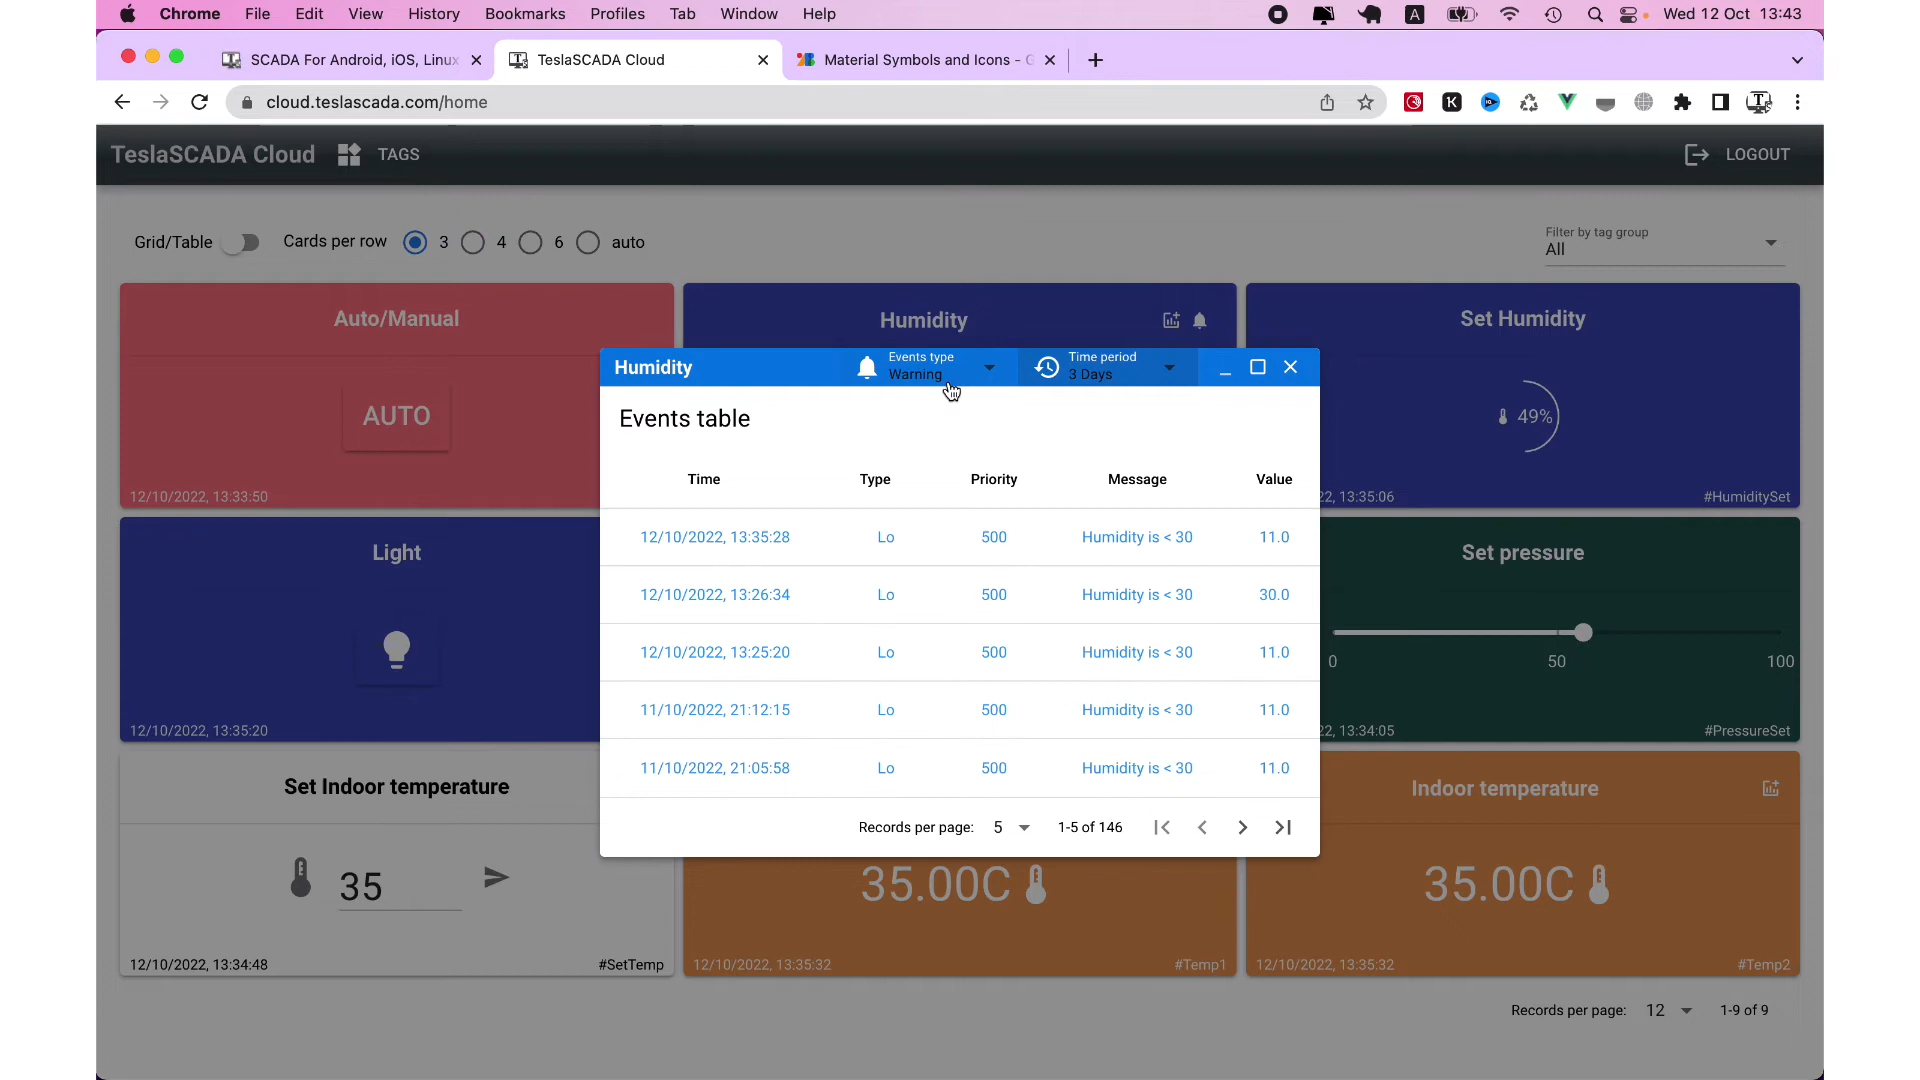 Chrome File Edit View History Bookmarks Profiles Tab Window Help A Wed 12 Oct 13:43
SCADA For Android, iOS, Linux TeslaSCADA Cloud Material Symbols and Icons - G
cloud.teslascada.com/home
TeslaSCADA Cloud TAGS LOGOUT
Grid/Table Cards per row 3 4 6 auto
Filter by tag group
All
Auto/Manual
AUTO
12/10/2022, 13:33:50
Humidity
Set Humidity
49%
22, 13:35:06 #HumiditySet
Humidity
Events type
Warning
Time period
3 Days
Events table
Time Type Priority Message Value
12/10/2022, 13:35:28 Lo 500 Humidity is < 30 11.0
12/10/2022, 13:26:34 Lo 500 Humidity is < 30 30.0
12/10/2022, 13:25:20 Lo 500 Humidity is < 30 11.0
11/10/2022, 21:12:15 Lo 500 Humidity is < 30 11.0
11/10/2022, 21:05:58 Lo 500 Humidity is < 30 11.0
Records per page: 5 1-5 of 146
Light
12/10/2022, 13:35:20
Set pressure
0 50 100
22, 13:34:05 #PressureSet
Set Indoor temperature
35
12/10/2022, 13:34:48 #SetTemp
35.00C
12/10/2022, 13:35:32 #Temp1
Indoor temperature
35.00C
12/10/2022, 13:35:32 #Temp2
Records per page: 12 1-9 of 9